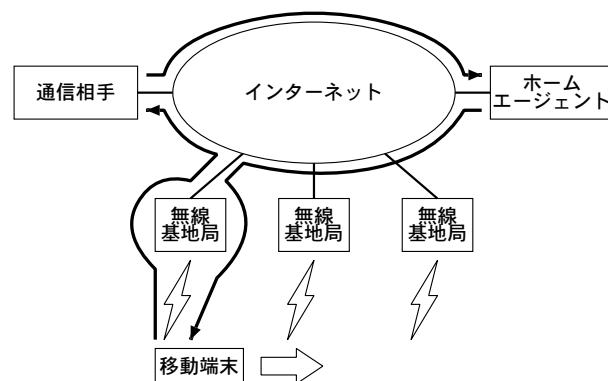 通信相手
インターネット
ホーム
エージェント
無線
基地局
無線
基地局
無線
基地局
移動端末